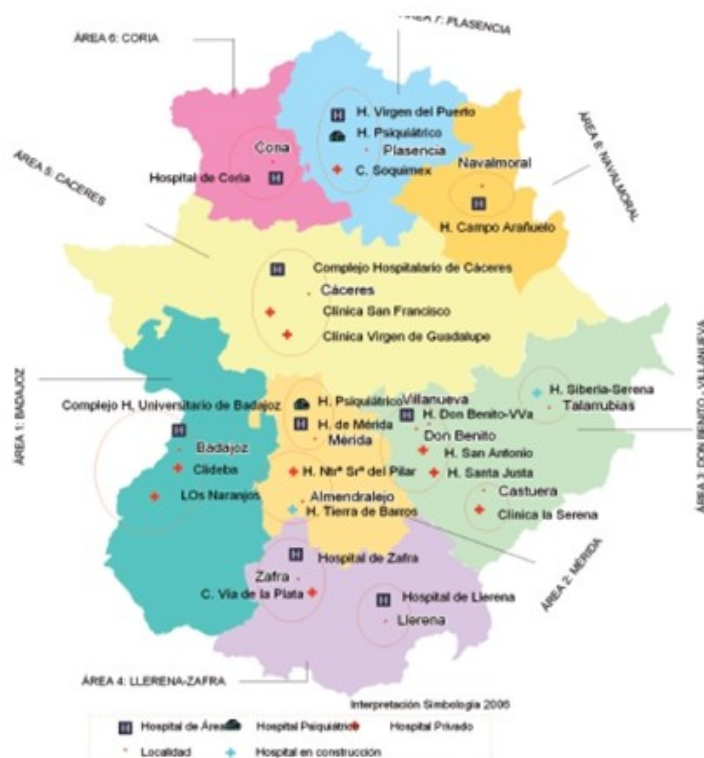 ÁREA 7: PLASENCIA
ÁREA 6: CORIA
H. Virgen del Puerto
H. Psiquiátrico
Plasencia
C. Soquimex
Coria
Hospital de Coria
Navalmoral
H. Campo Arañuelo
ÁREA 8: NAVALMORAL
ÁREA 5: CACERES
Complejo Hospitalario de Cáceres
Cáceres
Clínica San Francisco
Clínica Virgen de Guadalupe
ÁREA 1: BADAJOZ
Complejo H. Universitario de Badajoz
Badajoz
Clideba
LOs Naranjos
H. Psiquiátrico
H. de Mérida
Mérida
H. Ntrª Srª del Pilar
Almendralejo
H. Tierra de Barros
Villanueva
H. Don Benito-VVa
Don Benito
H. San Antonio
H. Santa Justa
H. Siberia-Serena
Talarrubias
Castuera
Clinica la Serena
ÁREA 3: DON BENITO - VILLANUEVA
ÁREA 2: MÉRIDA
Hospital de Zafra
Zafra
C. Via de la Plata
Hospital de Llerena
Llerena
ÁREA 4: LLERENA-ZAFRA
Interpretación Simbología 2006
H Hospital de Área Hospital Psiquiátrico Hospital Privado
Localidad Hospital en construcción